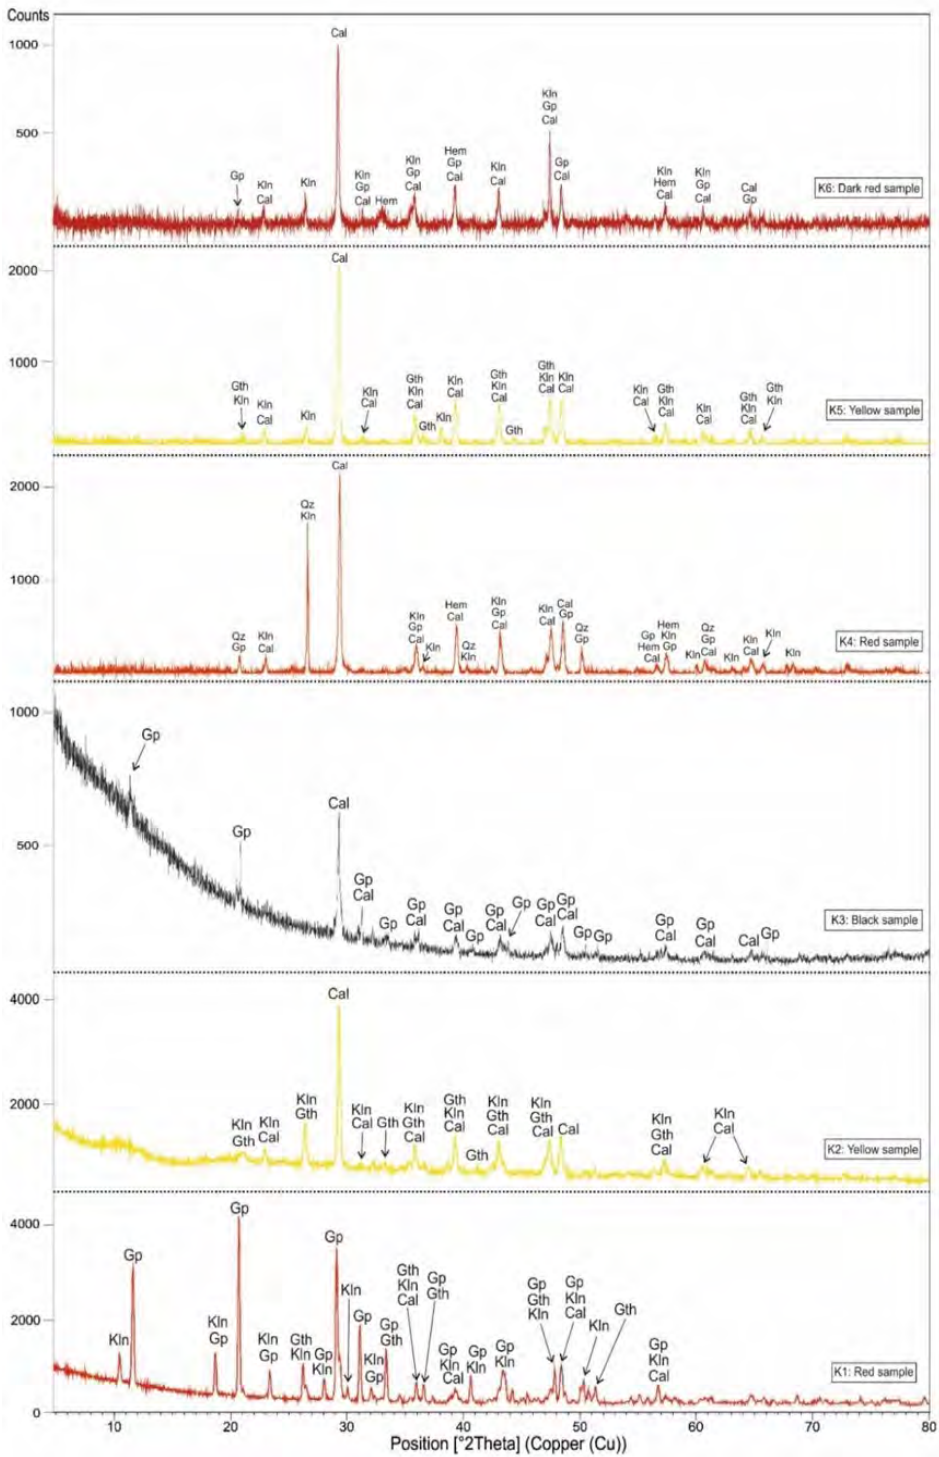 Counts
1000
500
Cal
Gp
Kln
Cal
Kln
Kln
Gp
Cal
Hem
Kln
Gp
Cal
Hem
Gp
Cal
Kln
Cal
Kln
Gp
Cal
Gp
Cal
Kln
Hem
Cal
Kln
Gp
Cal
Cal
Gp
K6: Dark red sample
2000
1000
Cal
Gth
Kln
Kln
Cal
Kln
Kln
Cal
Gth
Kln
Cal
Gth
Kln
Kln
Cal
Gth
Kln
Cal
Gth
Gth
Kln
Cal
Kln
Cal
Kln
Cal
Gth
Kln
Cal
Kln
Cal
Gth
Kln
Cal
Gth
Kln
K5: Yellow sample
2000
1000
Qz
Gp
Kln
Cal
Qz
Kln
Cal
Kln
Gp
Cal
Kln
Hem
Cal
Qz
Kln
Kln
Gp
Cal
Kln
Cal
Cal
Gp
Qz
Gp
Gp
Hem
Cal
Hem
Kln
Gp
Kln
Qz
Gp
Cal
Kln
Kln
Cal
Kln
Kln
K4: Red sample
1000
500
Gp
Gp
Cal
Gp
Cal
Gp
Gp
Cal
Gp
Cal
Gp
Gp
Cal
Gp
Gp
Cal
Gp
Cal
Gp
Gp
Gp
Cal
Gp
Cal
Cal
Gp
K3: Black sample
4000
2000
Kln
Gth
Kln
Cal
Kln
Gth
Cal
Kln
Cal
Gth
Kln
Gth
Cal
Gth
Kln
Cal
Gth
Kln
Gth
Cal
Kln
Gth
Cal
Cal
Kln
Gth
Cal
Kln
Cal
K2: Yellow sample
4000
2000
0
Kln
Gp
Kln
Gp
Gp
Kln
Gp
Gth
Kln
Gp
Kln
Gp
Kln
Gp
Kln
Gp
Gp
Gth
Gth
Kln
Cal
Gp
Gth
Gp
Kln
Cal
Gp
Kln
Gp
Kln
Gp
Gth
Kln
Gp
Kln
Cal
Kln
Gth
Gp
Kln
Cal
K1: Red sample
10 20 30 40 50 60 70 80
Position [°2Theta] (Copper (Cu))